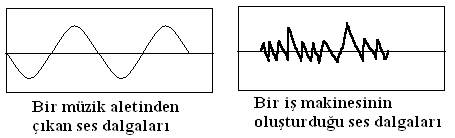 Bir müzik aletinden
çıkan ses dalgaları
Bir iş makinesinin
oluşturduğu ses dalgaları